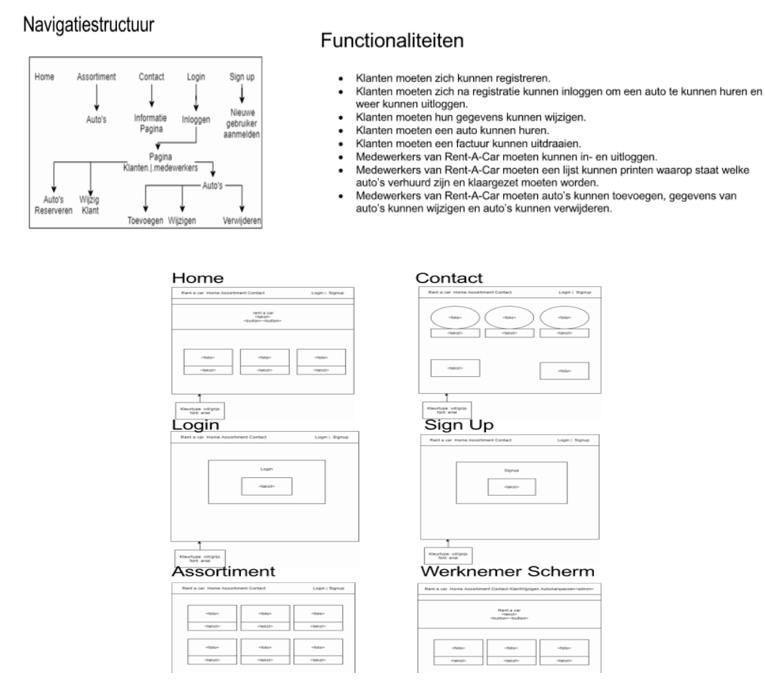 Navigatiestructuur
Home Assortiment Contact Login Sign up
Auto's Informatie Pagina Inloggen Nieuwe gebruiker aanmelden
Pagina
Klanten.|.medewerkers
Auto's Reserveren Wijzig Klant Auto's
Toevoegen Wijzigen Verwijderen
Functionaliteiten
• Klanten moeten zich kunnen registreren.
• Klanten moeten zich na registratie kunnen inloggen om een auto te kunnen huren en
weer kunnen uitloggen.
• Klanten moeten hun gegevens kunnen wijzigen.
• Klanten moeten een auto kunnen huren.
• Klanten moeten een factuur kunnen uitdraaien.
• Medewerkers van Rent-A-Car moeten kunnen in- en uitloggen.
• Medewerkers van Rent-A-Car moeten een lijst kunnen printen waarop staat welke
auto's verhuurd zijn en klaargezet moeten worden.
• Medewerkers van Rent-A-Car moeten auto's kunnen toevoegen, gegevens van
auto's kunnen wijzigen en auto's kunnen verwijderen.
Home
Rent a car Home Assortiment Contact Login | Signup
rent a car
<tekst>
<button><button>
<foto> <foto> <foto>
<tekst> <tekst> <tekst>
Kleurtype: wit/grijs
font: arial
Contact
Rent a car Home Assortiment Contact Login | Signup
<foto> <foto> <foto>
<tekst> <tekst> <tekst>
<tekst> <foto>
Kleurtype: wit/grijs
font: arial
Login
Rent a car Home Assortiment Contact Login | Signup
Login
<tekst>
Kleurtype: wit/grijs
font: arial
Sign Up
Rent a car Home Assortiment Contact Login | Signup
Signup
<tekst>
Kleurtype: wit/grijs
font: arial
Assortiment
Rent a car Home Assortiment Contact Login | Signup
<foto> <foto> <foto>
<tekst> <tekst> <tekst>
<foto> <foto> <foto>
<tekst> <tekst> <tekst>
Werknemer Scherm
Rent a car Home Assortiment Contact KlantWijzigen
Rent a car
<tekst>
<button><button>
<foto> <foto> <foto>
<tekst> <tekst> <tekst>